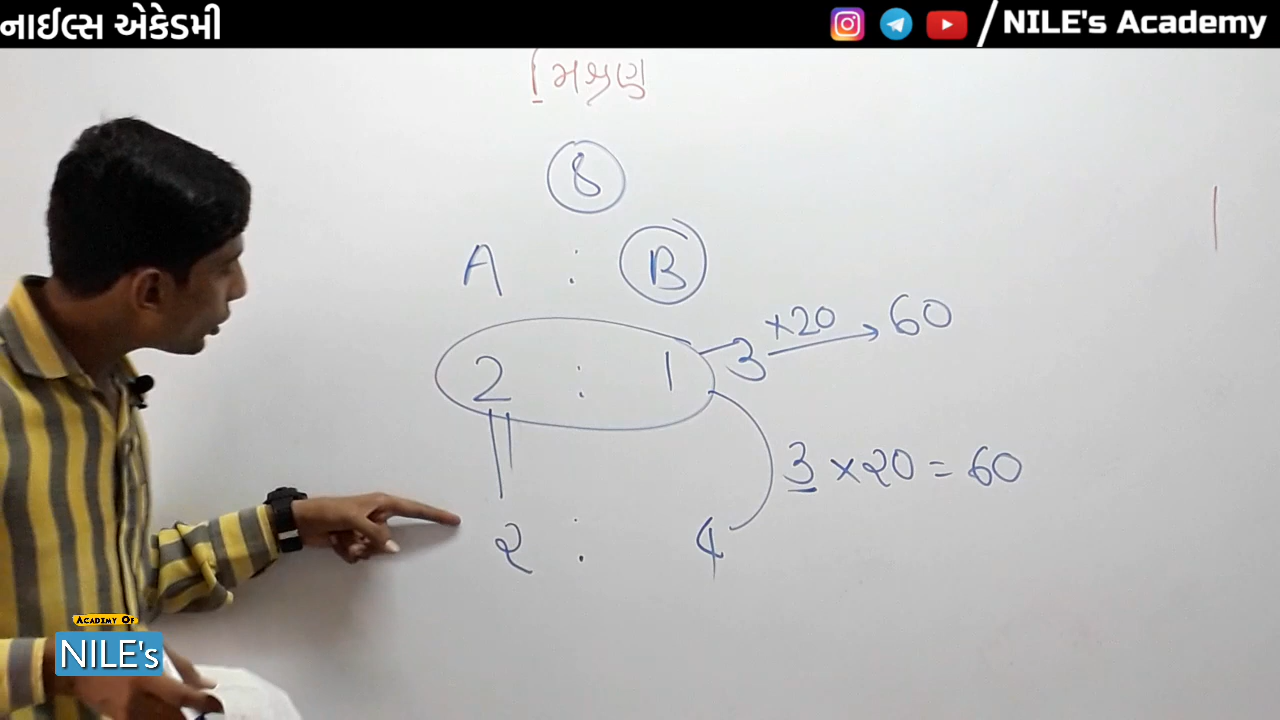 નાઈલ્સ એકેડમી
/ NILE's Academy
મિશ્રણ
8
A : B
2 : 1 3 ×20 → 60
3 ×20 = 60
2 : 4
ACADEMY OF
NILE's